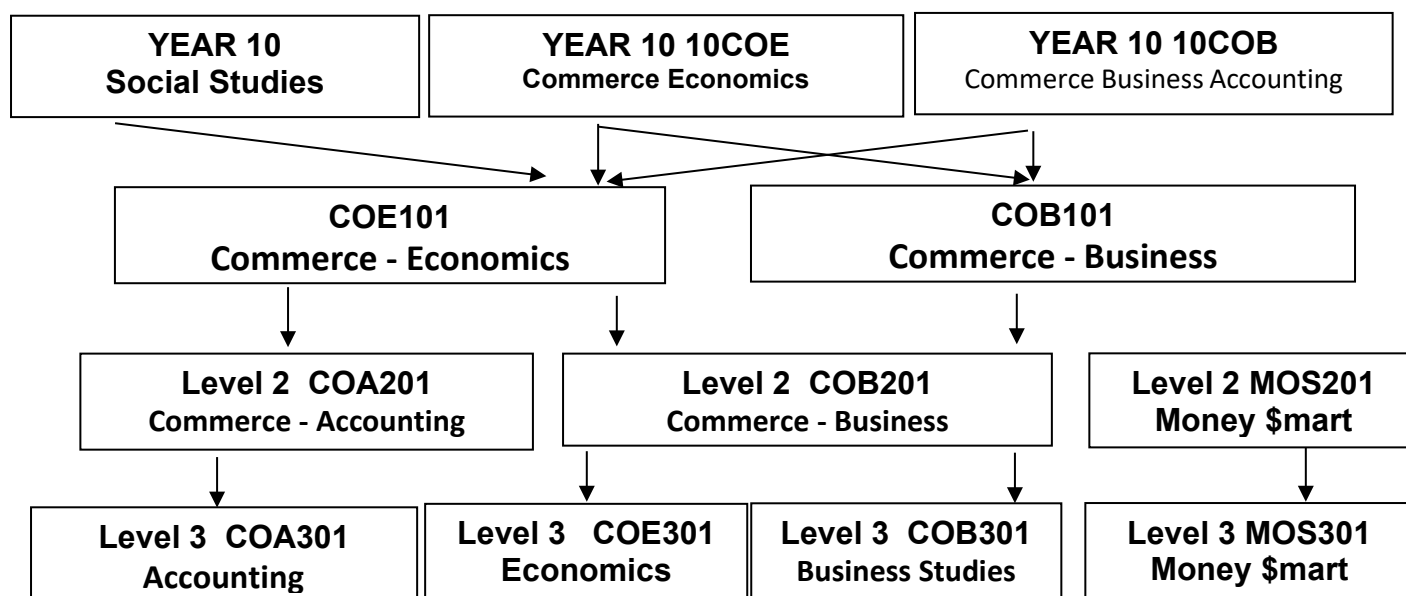 YEAR 10
Social Studies
YEAR 10 10COE
Commerce Economics
YEAR 10 10COB
Commerce Business Accounting
COE101
Commerce - Economics
COB101
Commerce - Business
Level 2 COA201
Commerce - Accounting
Level 2 COB201
Commerce - Business
Level 2 MOS201
Money $mart
Level 3 COA301
Accounting
Level 3 COE301
Economics
Level 3 COB301
Business Studies
Level 3 MOS301
Money $mart